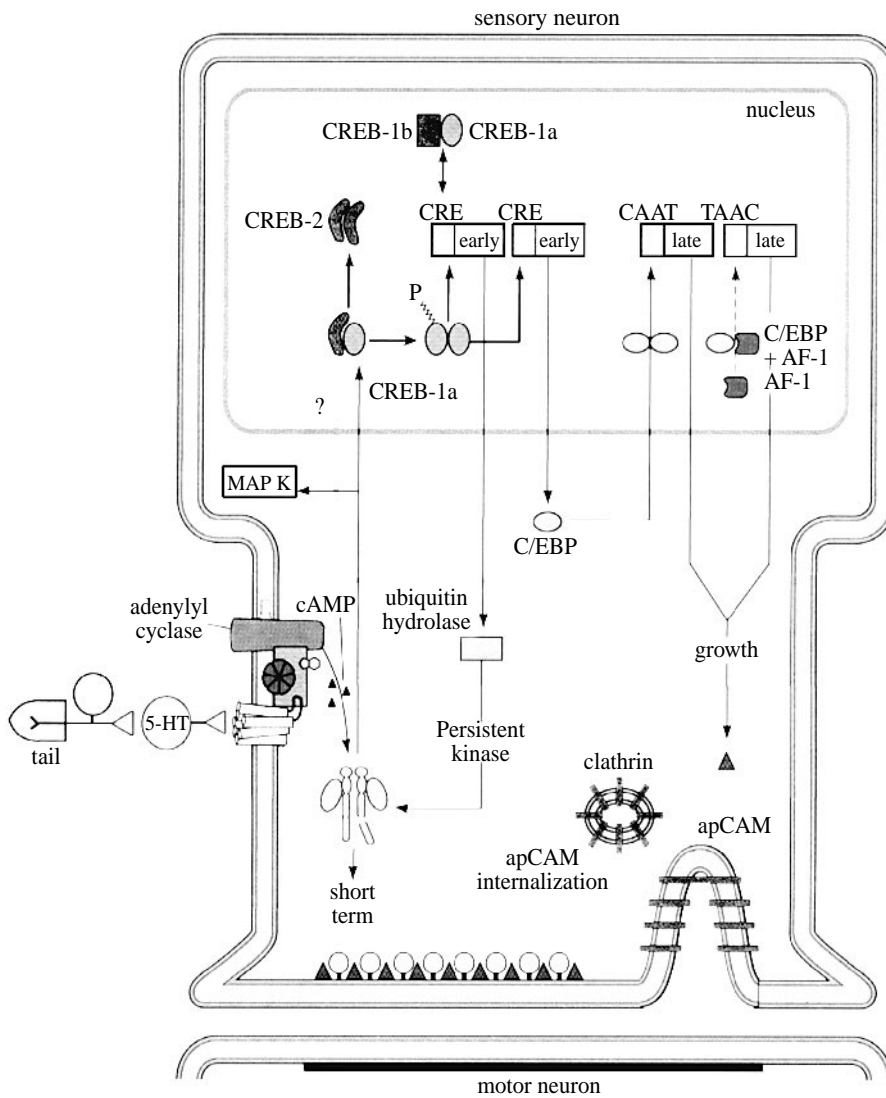 sensory neuron
nucleus
CREB-1b CREB-1a
CREB-2
CRE CRE CAAT TAAC
early early late late
P
C/EBP
+ AF-1
AF-1
CREB-1a
?
MAP K
C/EBP
adenylyl
cyclase
cAMP
ubiquitin
hydrolase
growth
5-HT
tail
Persistent
kinase
clathrin
apCAM
apCAM
internalization
short
term
motor neuron